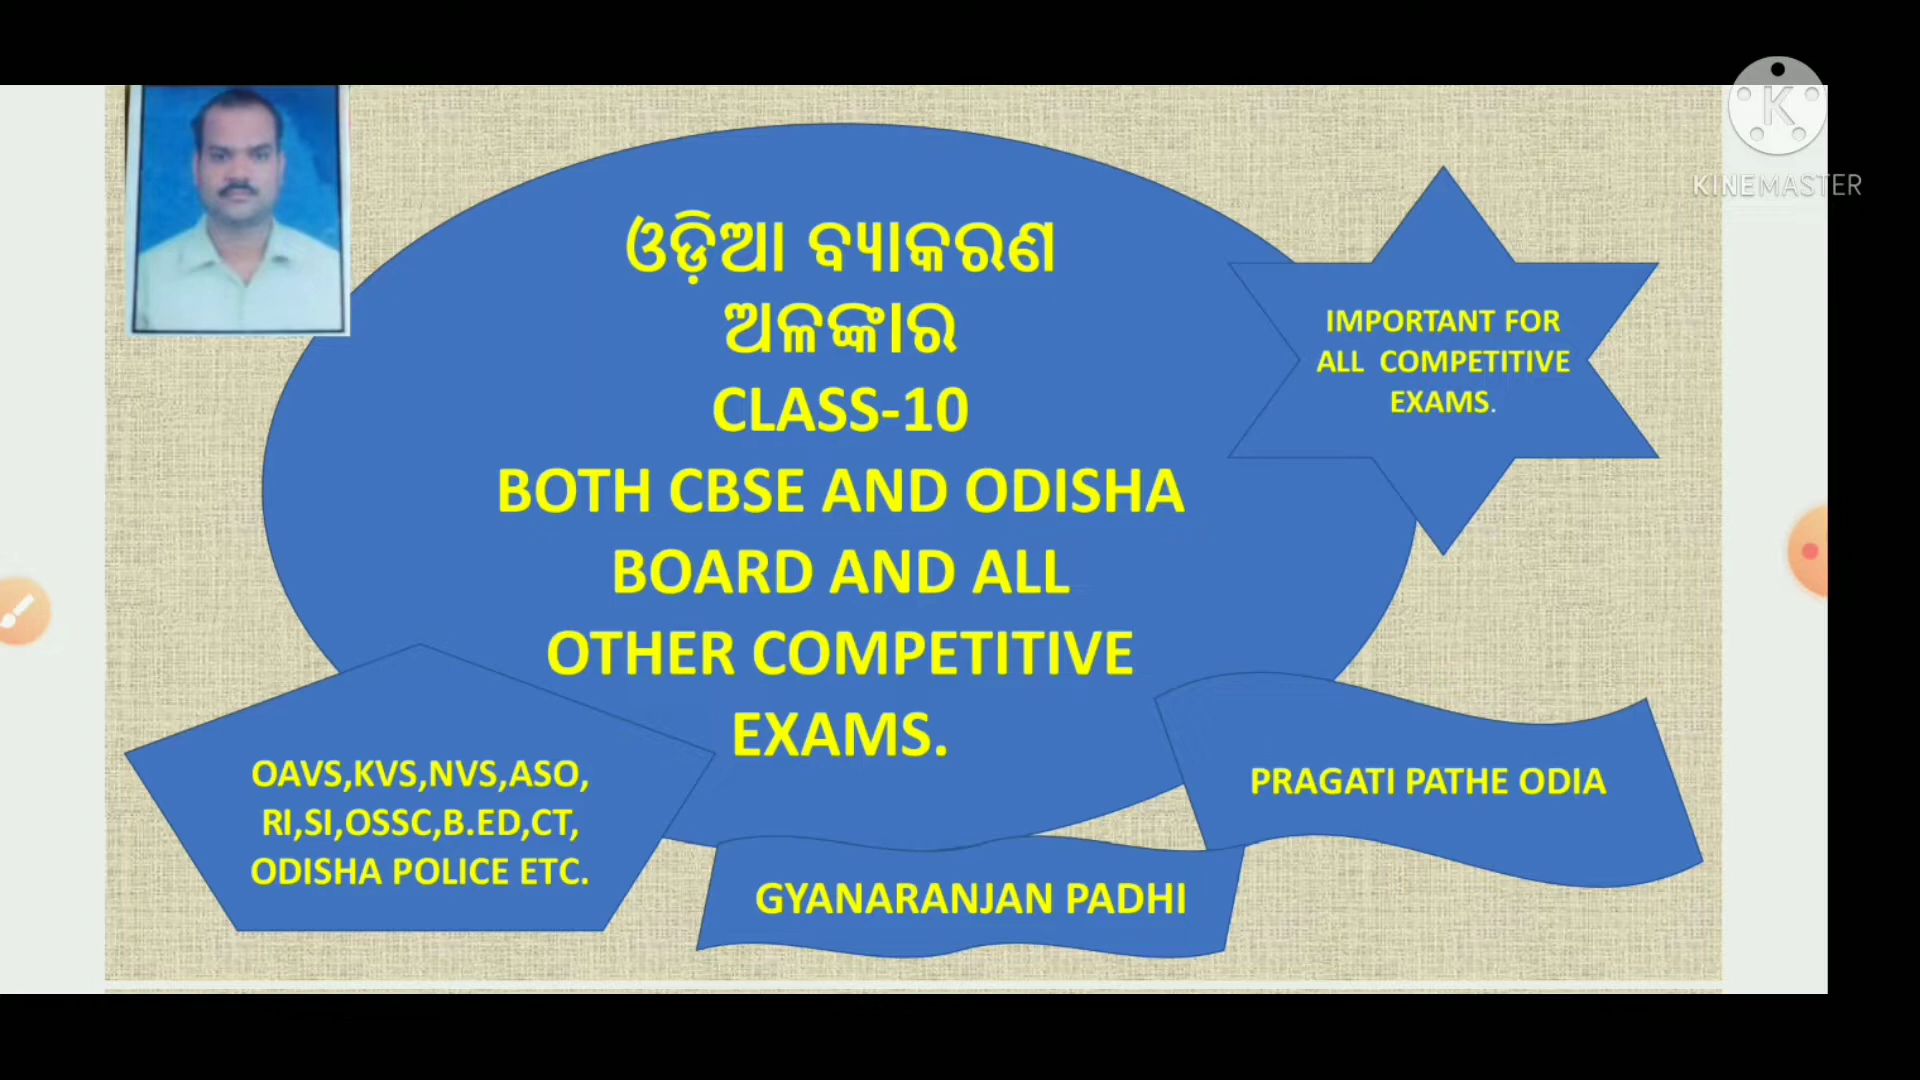 ଓଡ଼ିଆ ବ୍ୟାକରଣ
ଅଳଙ୍କାର
CLASS-10
BOTH CBSE AND ODISHA
BOARD AND ALL
OTHER COMPETITIVE
EXAMS.
IMPORTANT FOR
ALL COMPETITIVE
EXAMS.
OAVS,KVS,NVS,ASO,
RI,SI,OSSC,B.ED,CT,
ODISHA POLICE ETC.
GYANARANJAN PADHI
PRAGATI PATHE ODIA
K
KINEMASTER